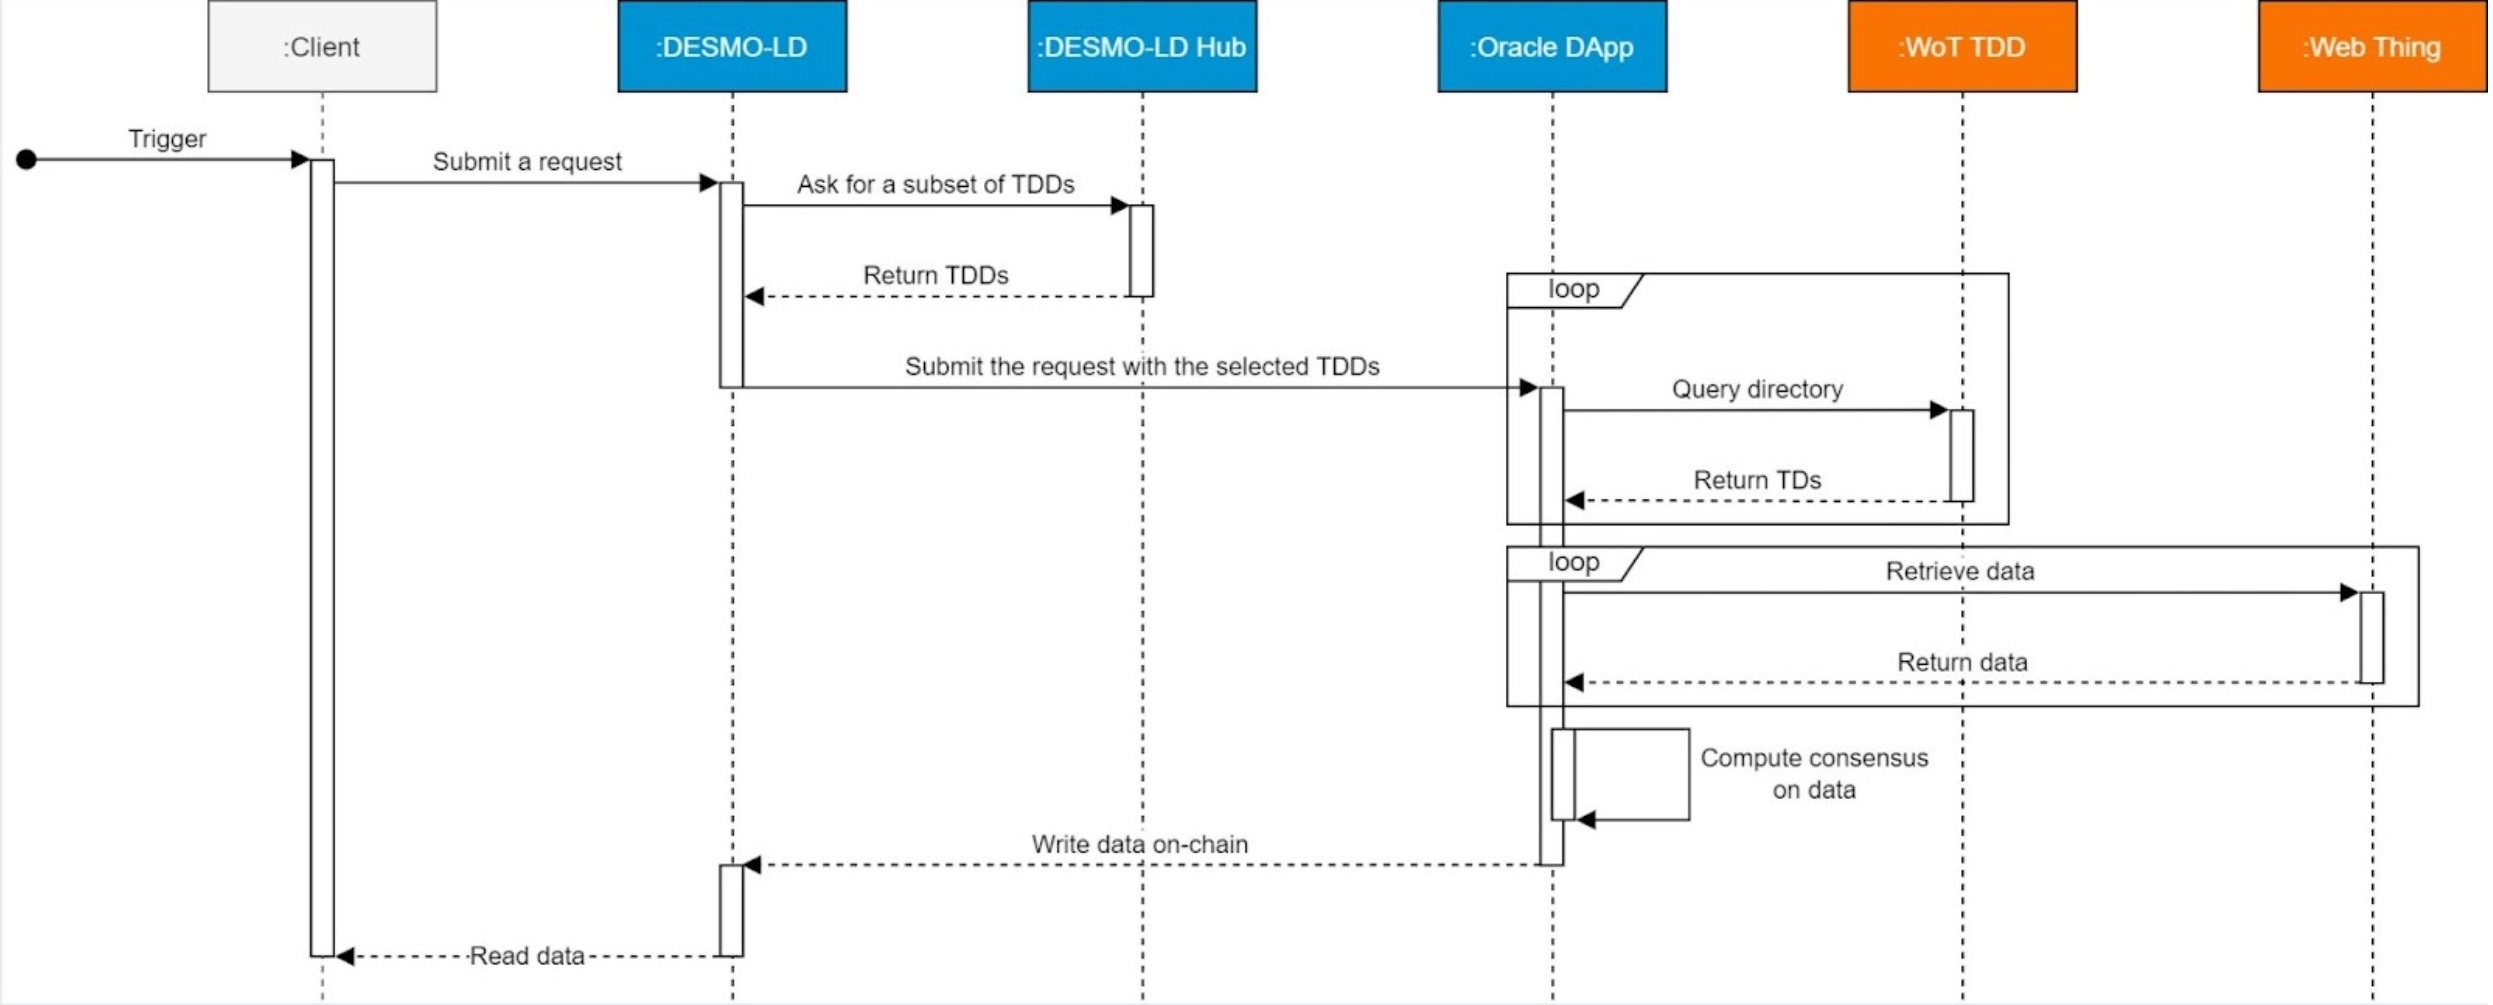 :Client
:DESMO-LD
:DESMO-LD Hub
:Oracle DApp
:WoT TDD
:Web Thing
Trigger
Submit a request
Ask for a subset of TDDs
Return TDDs
loop
Submit the request with the selected TDDs
Query directory
Return TDs
loop
Retrieve data
Return data
Compute consensus
on data
Write data on-chain
Read data